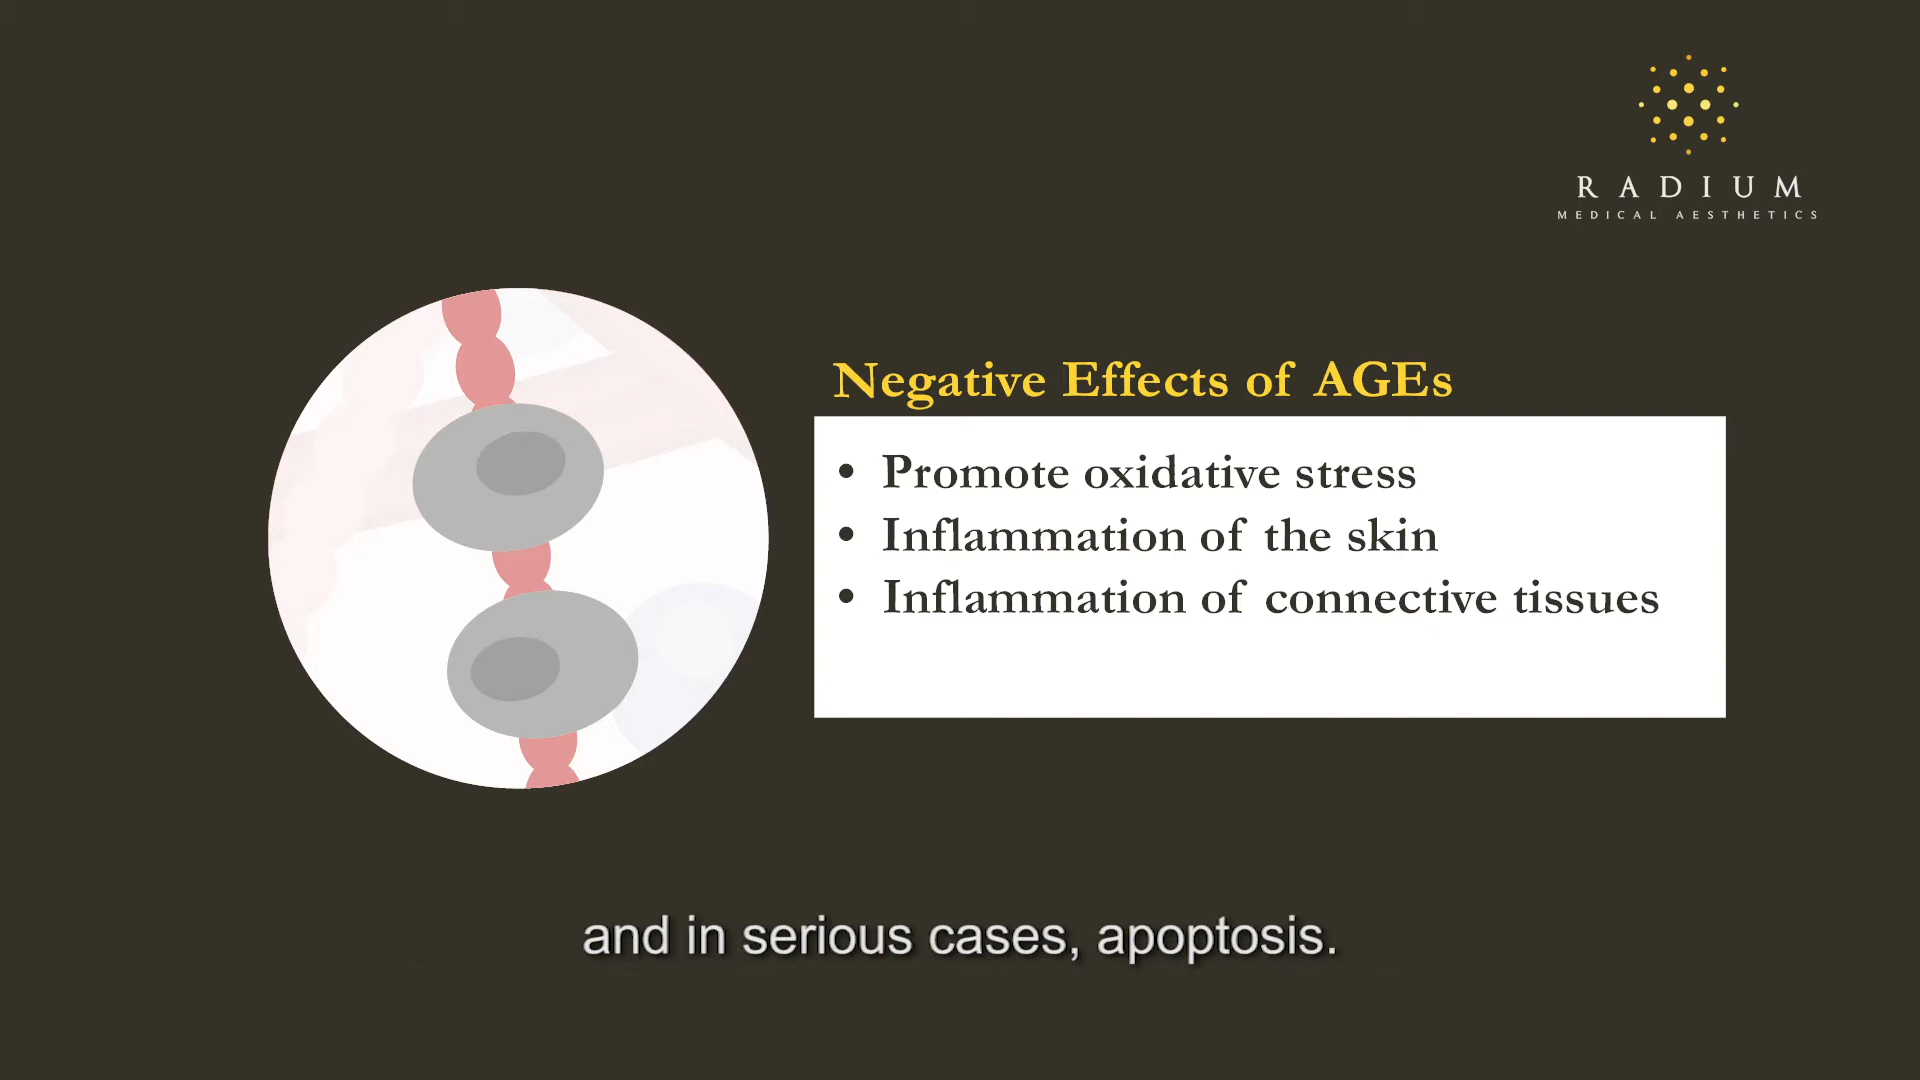 RADIUM
MEDICAL AESTHETICS
Negative Effects of AGEs
• Promote oxidative stress
• Inflammation of the skin
• Inflammation of connective tissues
and in serious cases, apoptosis.